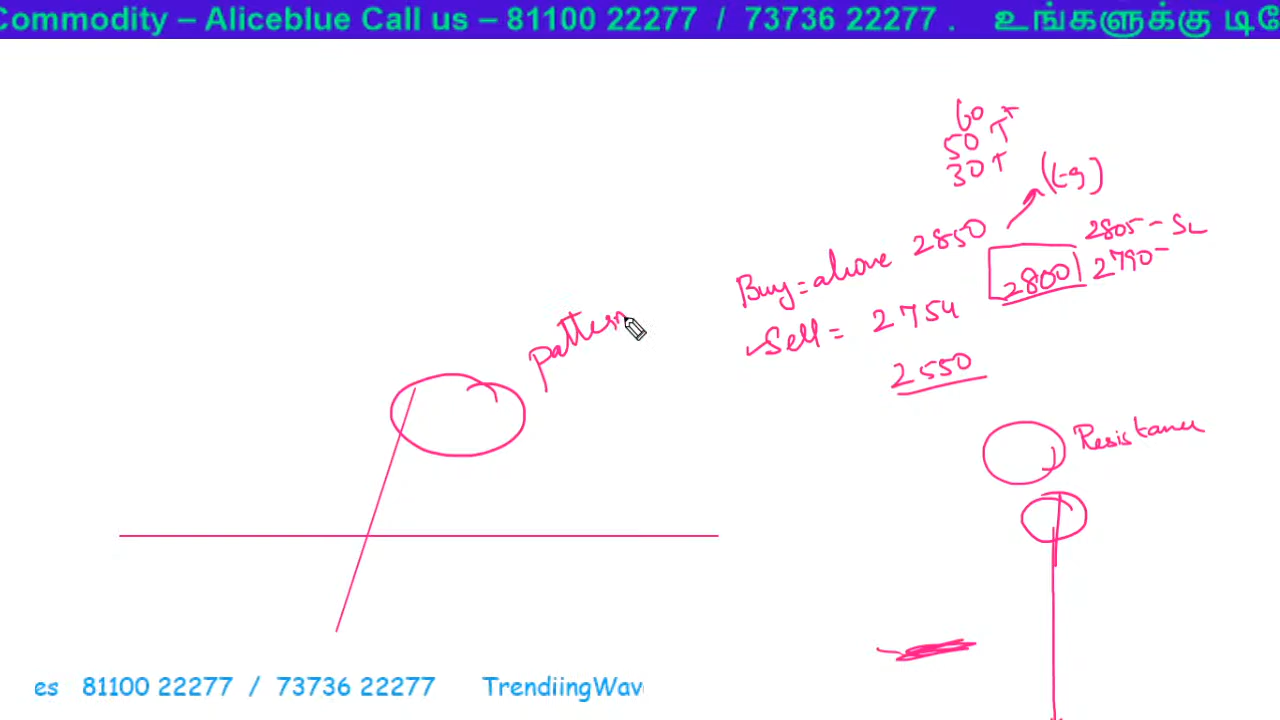 Commodity – Aliceblue Call us – 81100 22277 / 73736 22277 . உங்களுக்கு டிமே
60
50 T
30 T
2805 - SL
Buy = above 2850
2800 2790 -
Sell = 2754
pattern
2550
Resistance
es 81100 22277 / 73736 22277 TrendiingWav